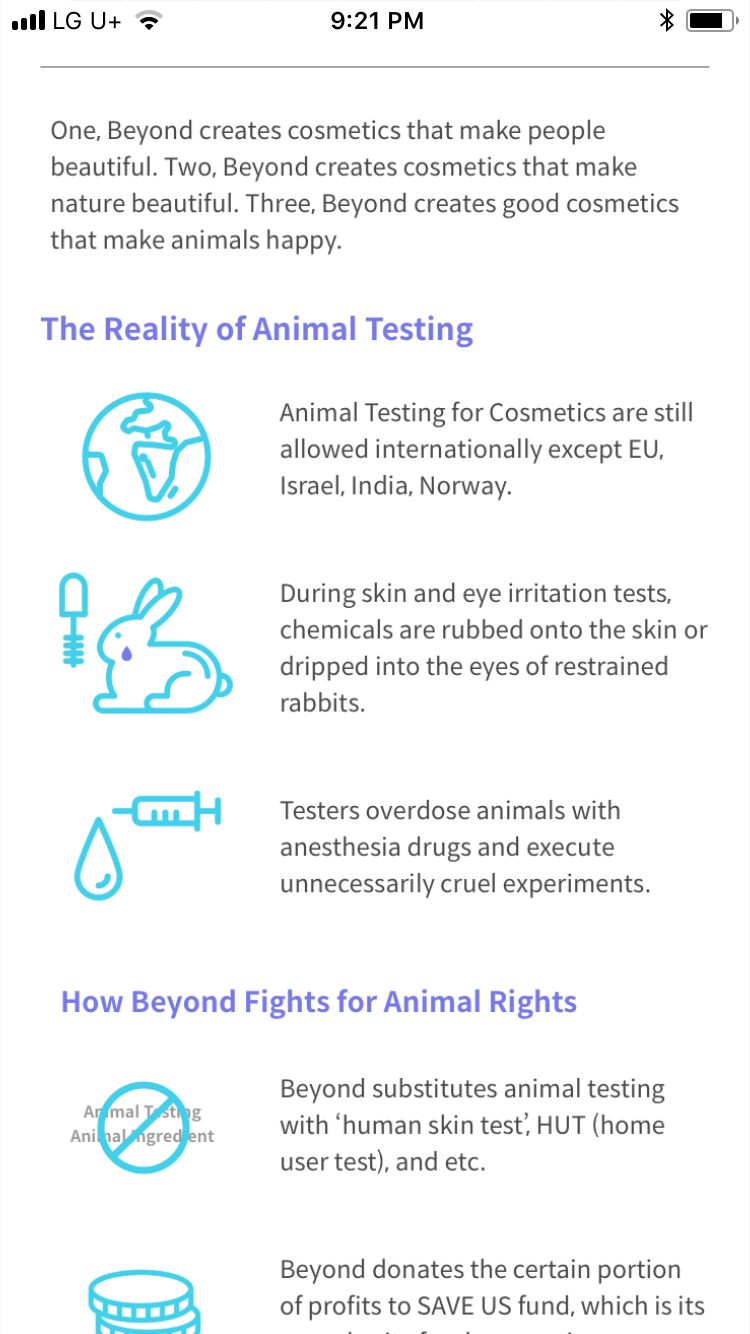 LG U+
9:21 PM
One, Beyond creates cosmetics that make people
beautiful. Two, Beyond creates cosmetics that make
nature beautiful. Three, Beyond creates good cosmetics
that make animals happy.
The Reality of Animal Testing
Animal Testing for Cosmetics are still
allowed internationally except EU,
Israel, India, Norway.
During skin and eye irritation tests,
chemicals are rubbed onto the skin or
dripped into the eyes of restrained
rabbits.
Testers overdose animals with
anesthesia drugs and execute
unnecessarily cruel experiments.
How Beyond Fights for Animal Rights
Animal Testing
Animal Ingredient
Beyond substitutes animal testing
with ‘human skin test’, HUT (home
user test), and etc.
Beyond donates the certain portion
of profits to SAVE US fund, which is its